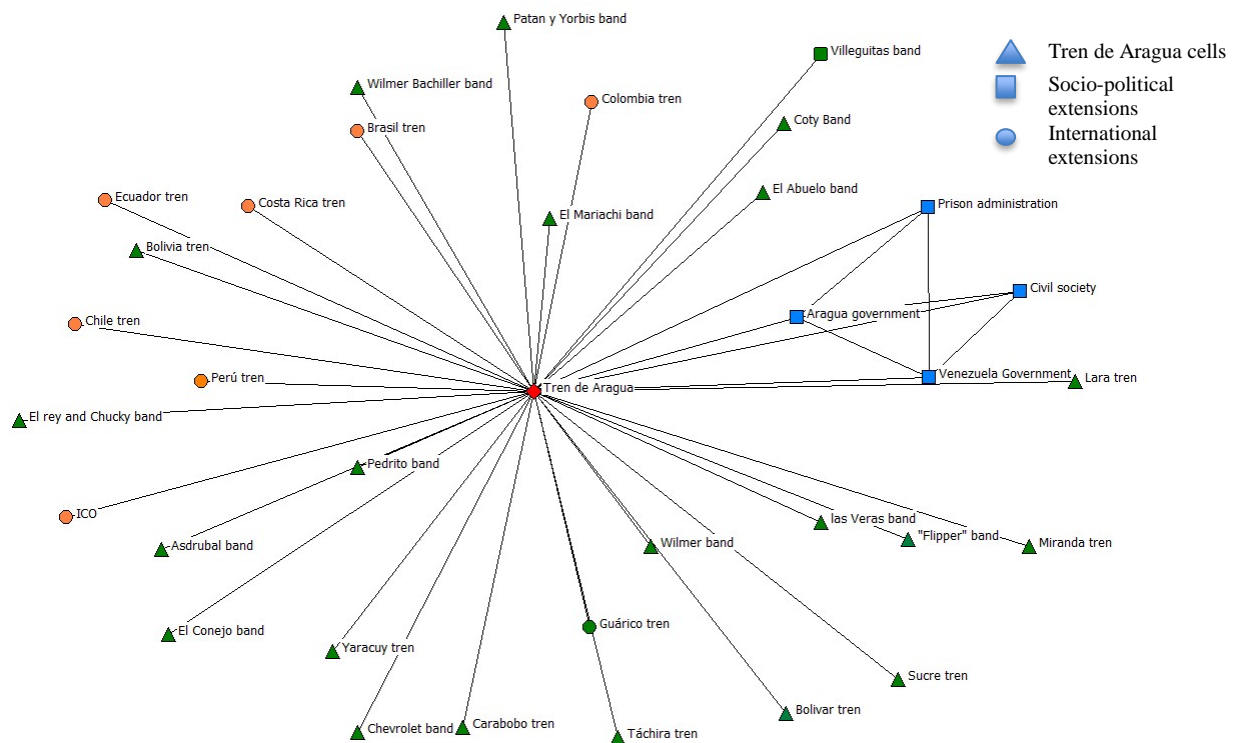 Patan y Yorbis band
Villeguitas band
Tren de Aragua cells
Socio-political
extensions
International
extensions
Wilmer Bachiller band
Colombia tren
Brasil tren
Coty Band
El Abuelo band
Ecuador tren
Costa Rica tren
El Mariachi band
Prison administration
Bolivia tren
Civil society
Aragua government
Chile tren
Perú tren
Venezuela Government
Lara tren
Tren de Aragua
El rey and Chucky band
Pedrito band
ICO
las Veras band
"Flipper" band
Miranda tren
Asdrubal band
Wilmer band
El Conejo band
Guárico tren
Yaracuy tren
Sucre tren
Bolivar tren
Chevrolet band
Carabobo tren
Táchira tren